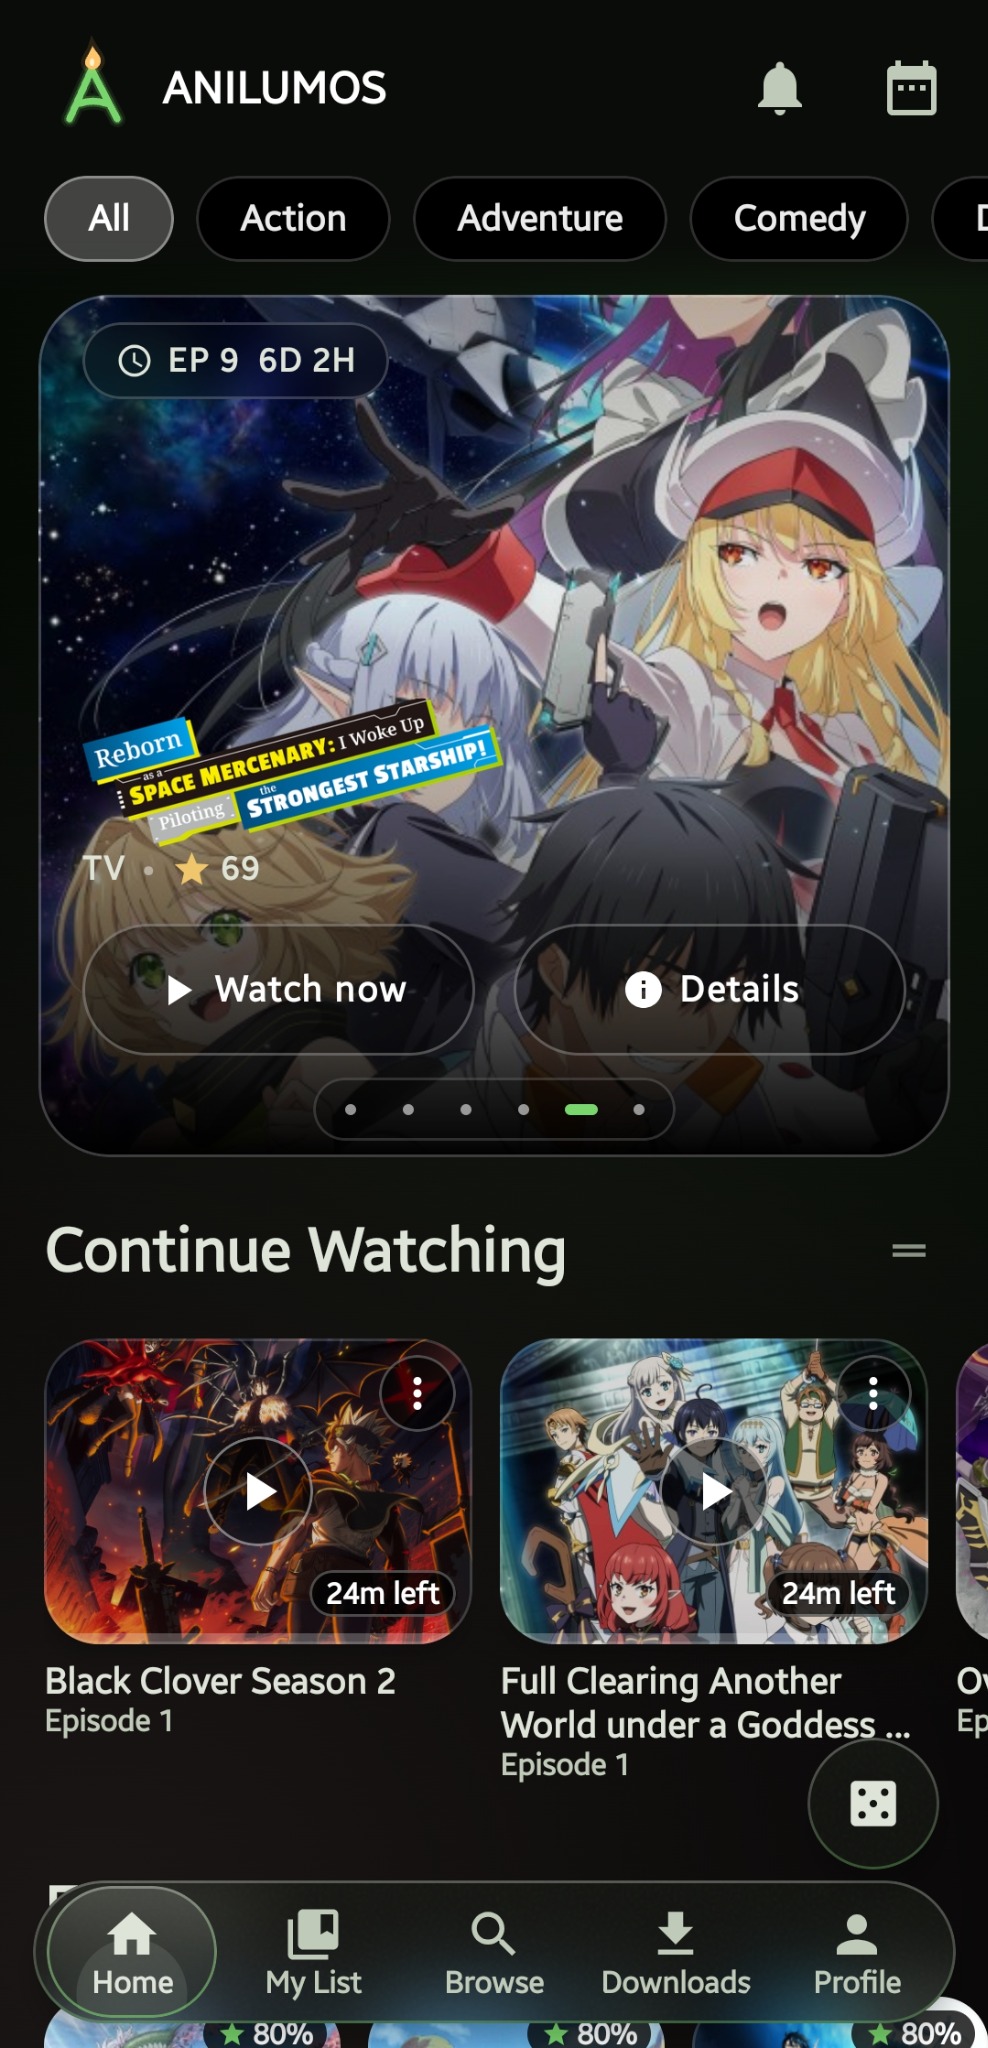 ANILUMOS
All
Action
Adventure
Comedy
EP 9 6D 2H
Reborn
as a
SPACE MERCENARY: I Woke Up
Piloting the STRONGEST STARSHIP!
TV • 69
Watch now
Details
Continue Watching
24m left
24m left
Black Clover Season 2
Episode 1
Full Clearing Another
World under a Goddess ...
Episode 1
Home
My List
Browse
Downloads
Profile
80%
80%
80%